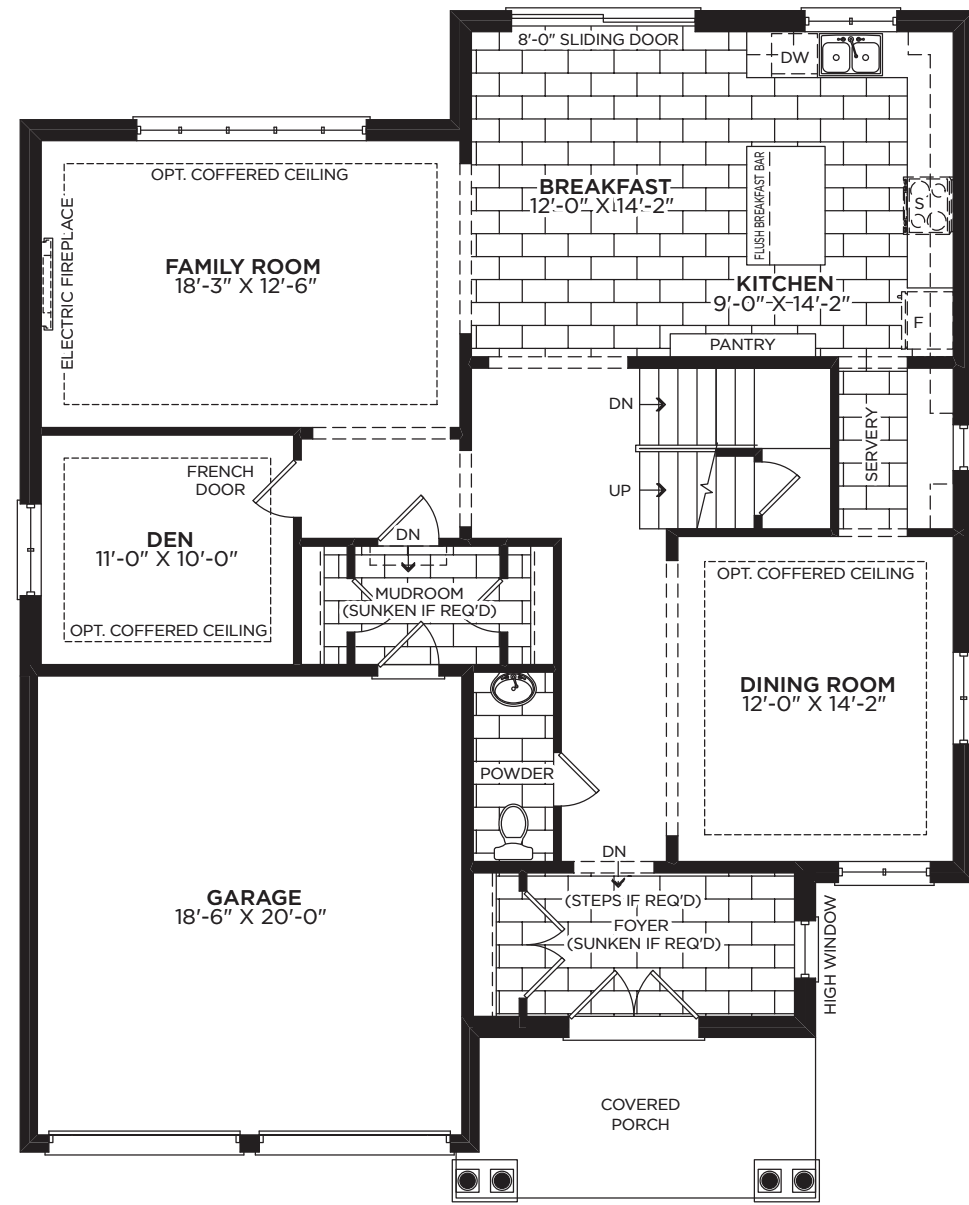 8'-0" SLIDING DOOR
DW
OPT. COFFERED CEILING
ELECTRIC FIREPLACE
FAMILY ROOM
18'-3" X 12'-6"
BREAKFAST
12'-0" X 14'-2"
FLUSH BREAKFAST BAR
S
KITCHEN
9'-0" X 14'-2"
F
PANTRY
DN
UP
SERVERY
FRENCH
DOOR
DEN
11'-0" X 10'-0"
OPT. COFFERED CEILING
DN
MUDROOM
(SUNKEN IF REQ'D)
OPT. COFFERED CEILING
DINING ROOM
12'-0" X 14'-2"
POWDER
GARAGE
18'-6" X 20'-0"
DN
(STEPS IF REQ'D)
FOYER
(SUNKEN IF REQ'D)
HIGH WINDOW
COVERED
PORCH